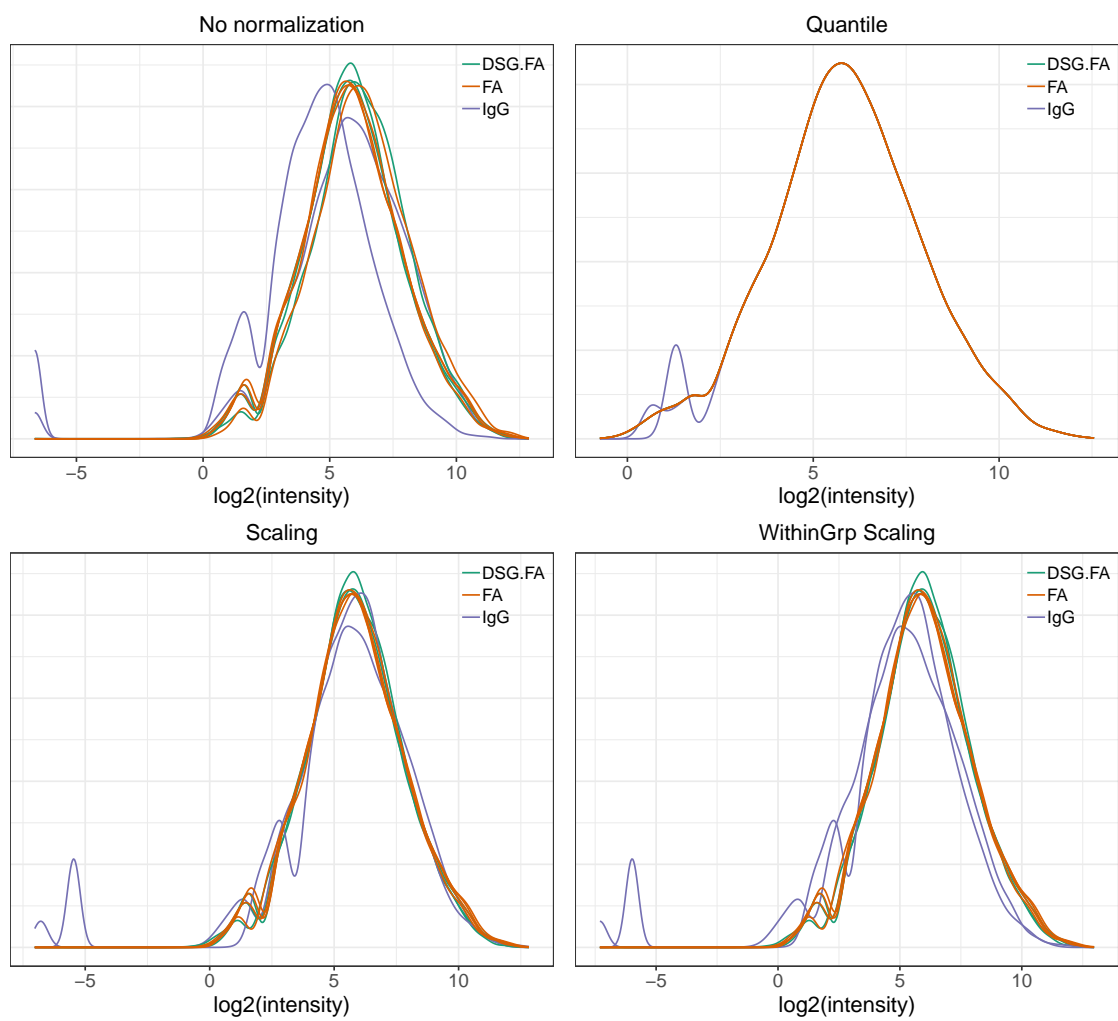 No normalization
DSG.FA
FA
IgG
−5 0 5 10
log2(intensity)
Quantile
DSG.FA
FA
IgG
0 5 10
log2(intensity)
Scaling
DSG.FA
FA
IgG
−5 0 5 10
log2(intensity)
WithinGrp Scaling
DSG.FA
FA
IgG
−5 0 5 10
log2(intensity)